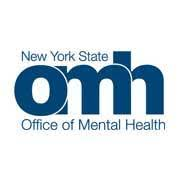 New York State
omh
Office of Mental Health